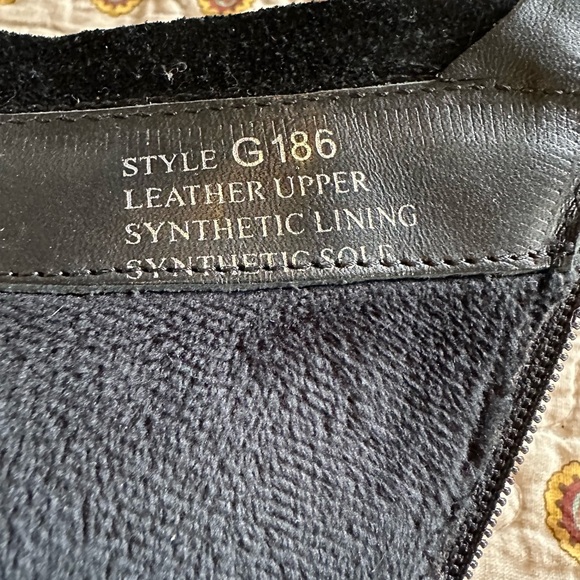 STYLE G186
LEATHER UPPER
SYNTHETIC LINING
SYNTHETIC SOLE